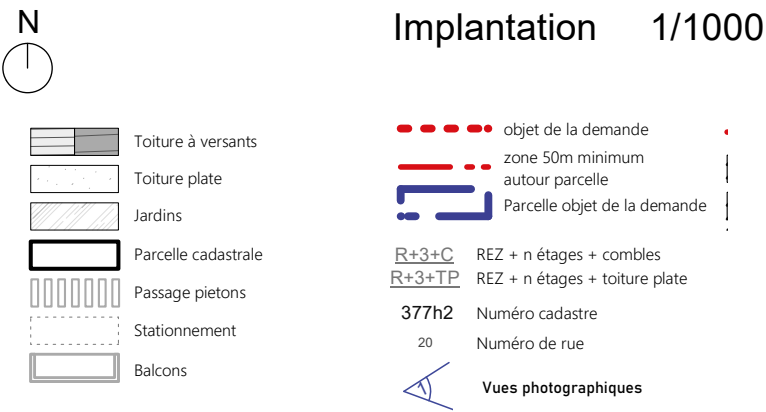 N
Implantation 1/1000
Toiture à versants
Toiture plate
Jardins
Parcelle cadastrale
Passage pietons
Stationnement
Balcons
objet de la demande
zone 50m minimum
autour parcelle
Parcelle objet de la demande
R+3+C REZ + n étages + combles
R+3+TP REZ + n étages + toiture plate
377h2 Numéro cadastre
20 Numéro de rue
1 Vues photographiques